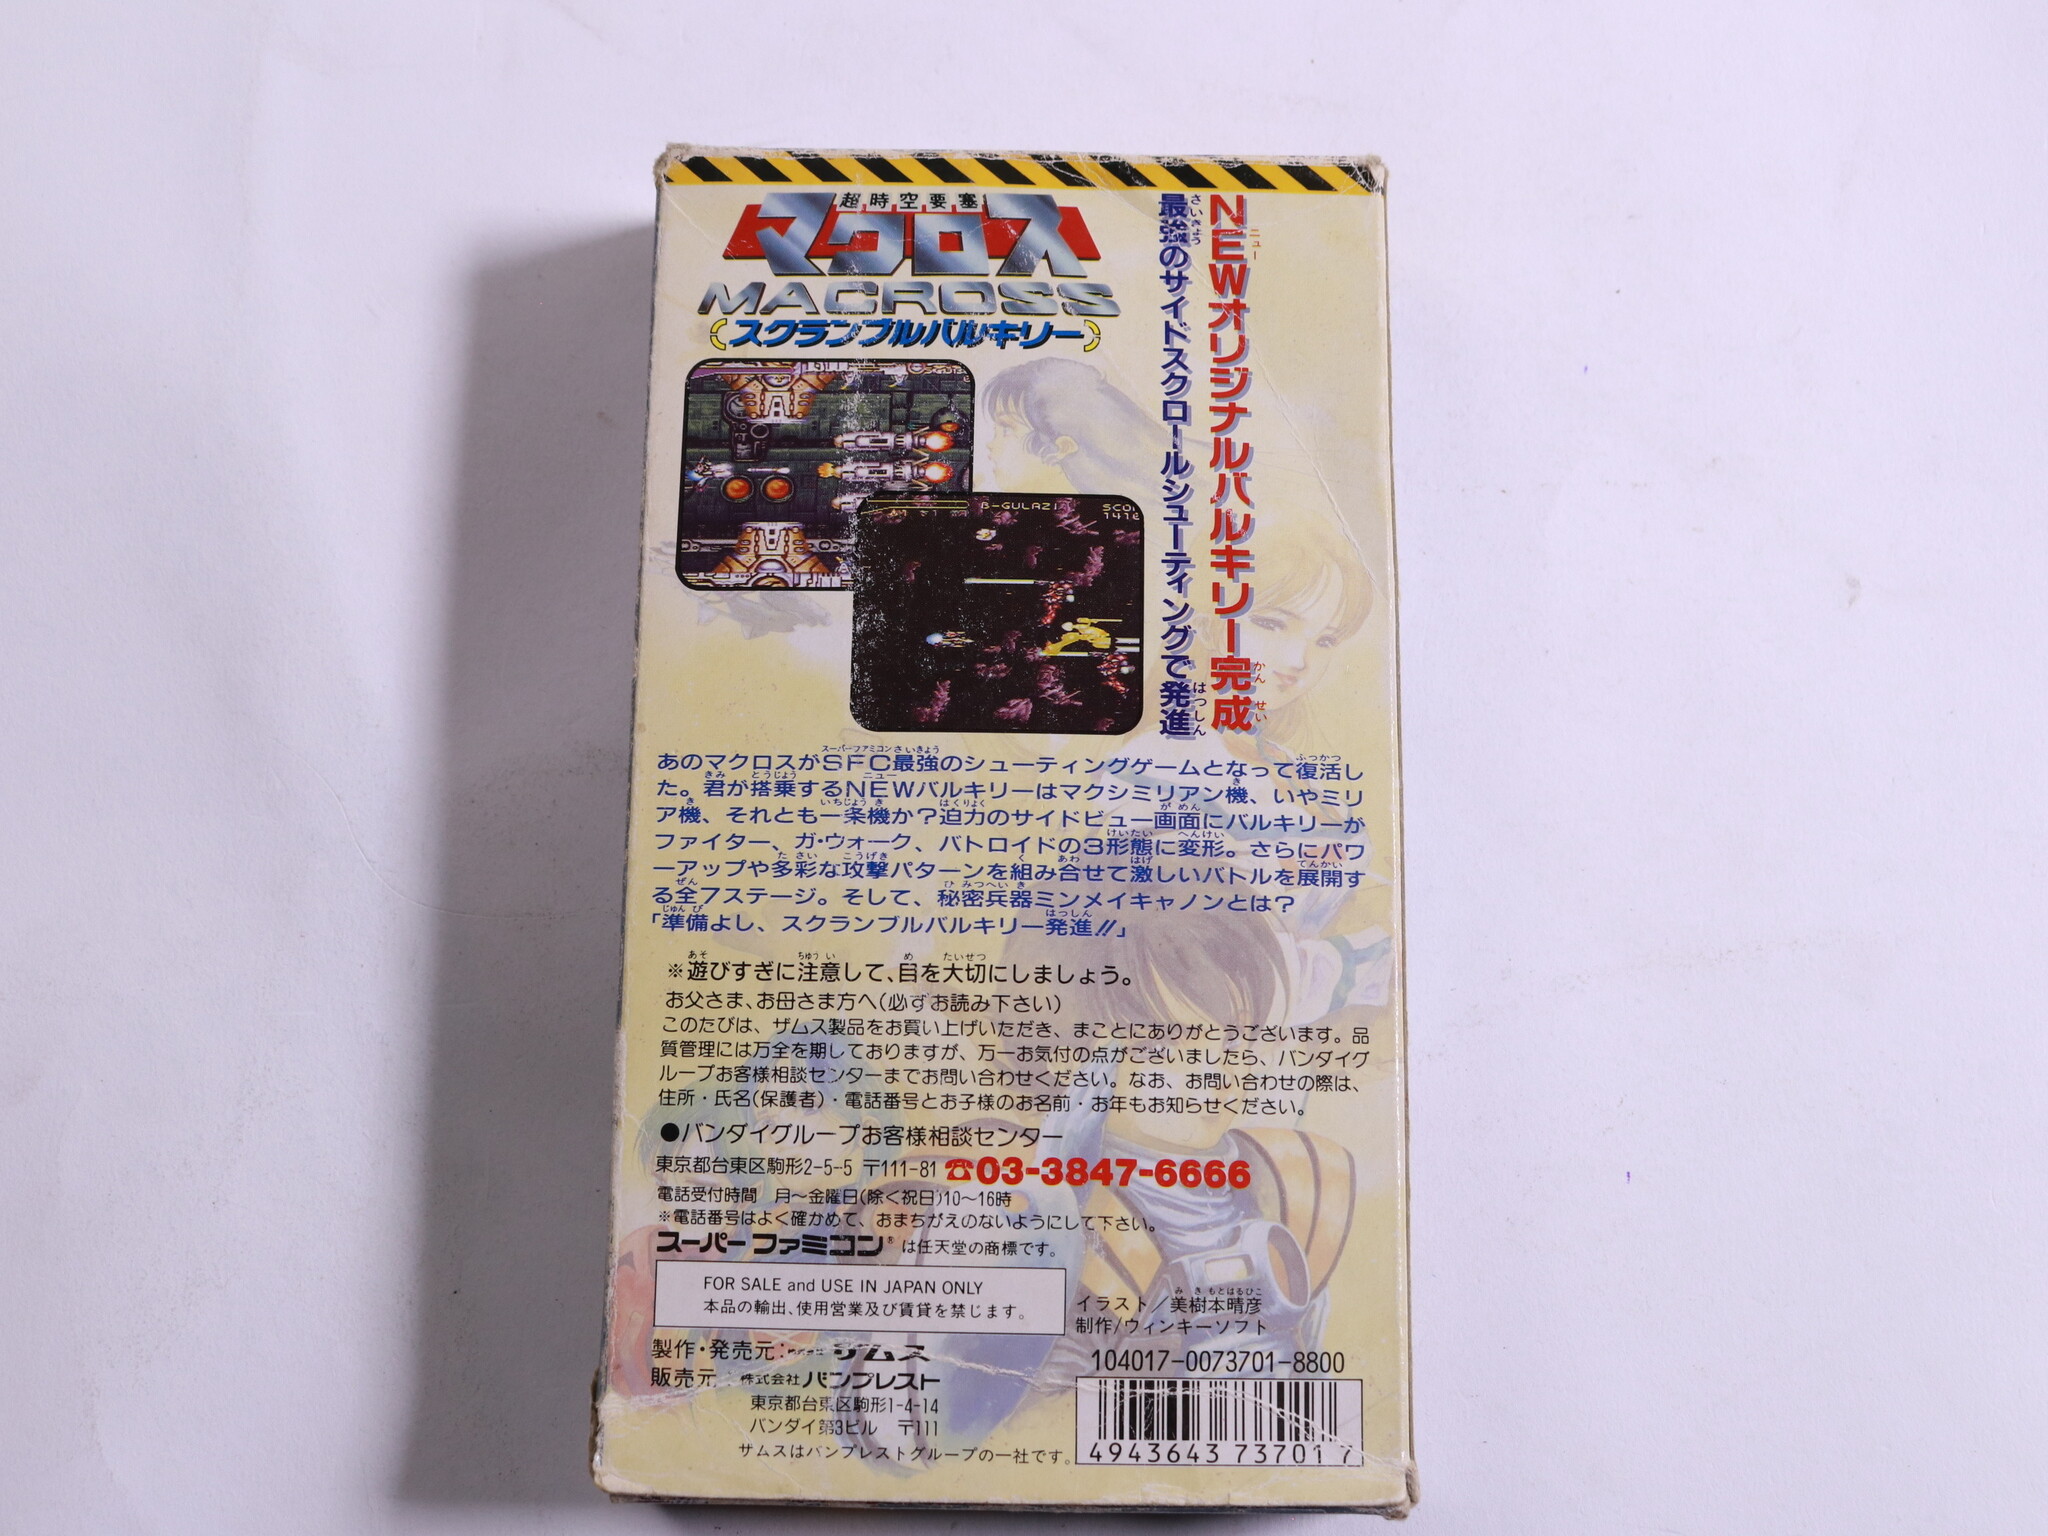 超時空要塞
マクロス
MACROSS
スクランブルバルキリー
NEWオリジナルバルキリー完成
最強のサイドスクロールシューティングで発進
B-GULAZI
あのマクロスがSFC最強のシューティングゲームとなって復活し
た。君が搭乗するNEWバルキリーはマクシミリアン機、いやミリ
ア機、それとも一条機か?迫力のサイドビュー画面にバルキリーが
ファイター、ガ・ウォーク、バトロイドの3形態に変形。さらにパワ
ーアップや多彩な攻撃パターンを組み合せて激しいバトルを展開す
る全7ステージ。そして、秘密兵器ミンメイキャノンとは?
「準備よし、スクランブルバルキリー発進!!」
※遊びすぎに注意して、目を大切にしましょう。
お父さま、お母さま方へ(必ずお読み下さい)
このたびは、ザムス製品をお買い上げいただき、まことにありがとうございます。品
質管理には万全を期しておりますが、万一お気付の点がございましたら、バンダイグ
ループお客様相談センターまでお問い合わせください。なお、お問い合わせの際は、
住所・氏名(保護者)・電話番号とお子様のお名前・お年もお知らせください。
●バンダイグループお客様相談センター
東京都台東区駒形2-5-5 〒111-81 ☎03-3847-6666
電話受付時間 月〜金曜日(除く祝日)10〜16時
※電話番号はよく確かめて、おまちがえのないようにして下さい。
スーパーファミコン®は任天堂の商標です。
FOR SALE and USE IN JAPAN ONLY
本品の輸出、使用営業及び賃貸を禁じます。
イラスト/美樹本晴彦
制作/ウィンキーソフト
製作・発売元:株式会社ザムス
販売元:株式会社バンプレスト
東京都台東区駒形1-4-14
バンダイ第3ビル 〒111
ザムスはバンプレストグループの一社です。
104017-0073701-8800
4943643737017